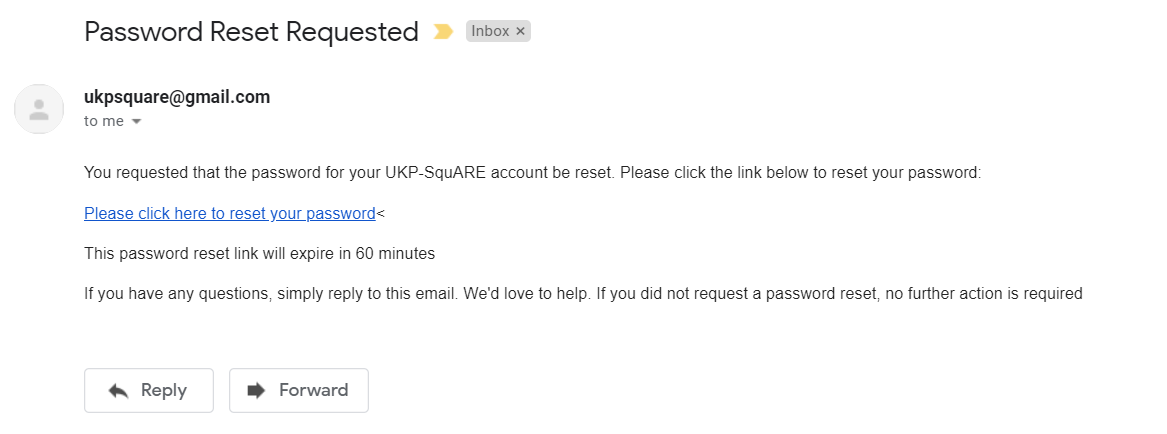 Password Reset Requested Inbox ×
ukpsquare@gmail.com
to me
You requested that the password for your UKP-SquARE account be reset. Please click the link below to reset your password:
Please click here to reset your password<
This password reset link will expire in 60 minutes
If you have any questions, simply reply to this email. We'd love to help. If you did not request a password reset, no further action is required
Reply Forward